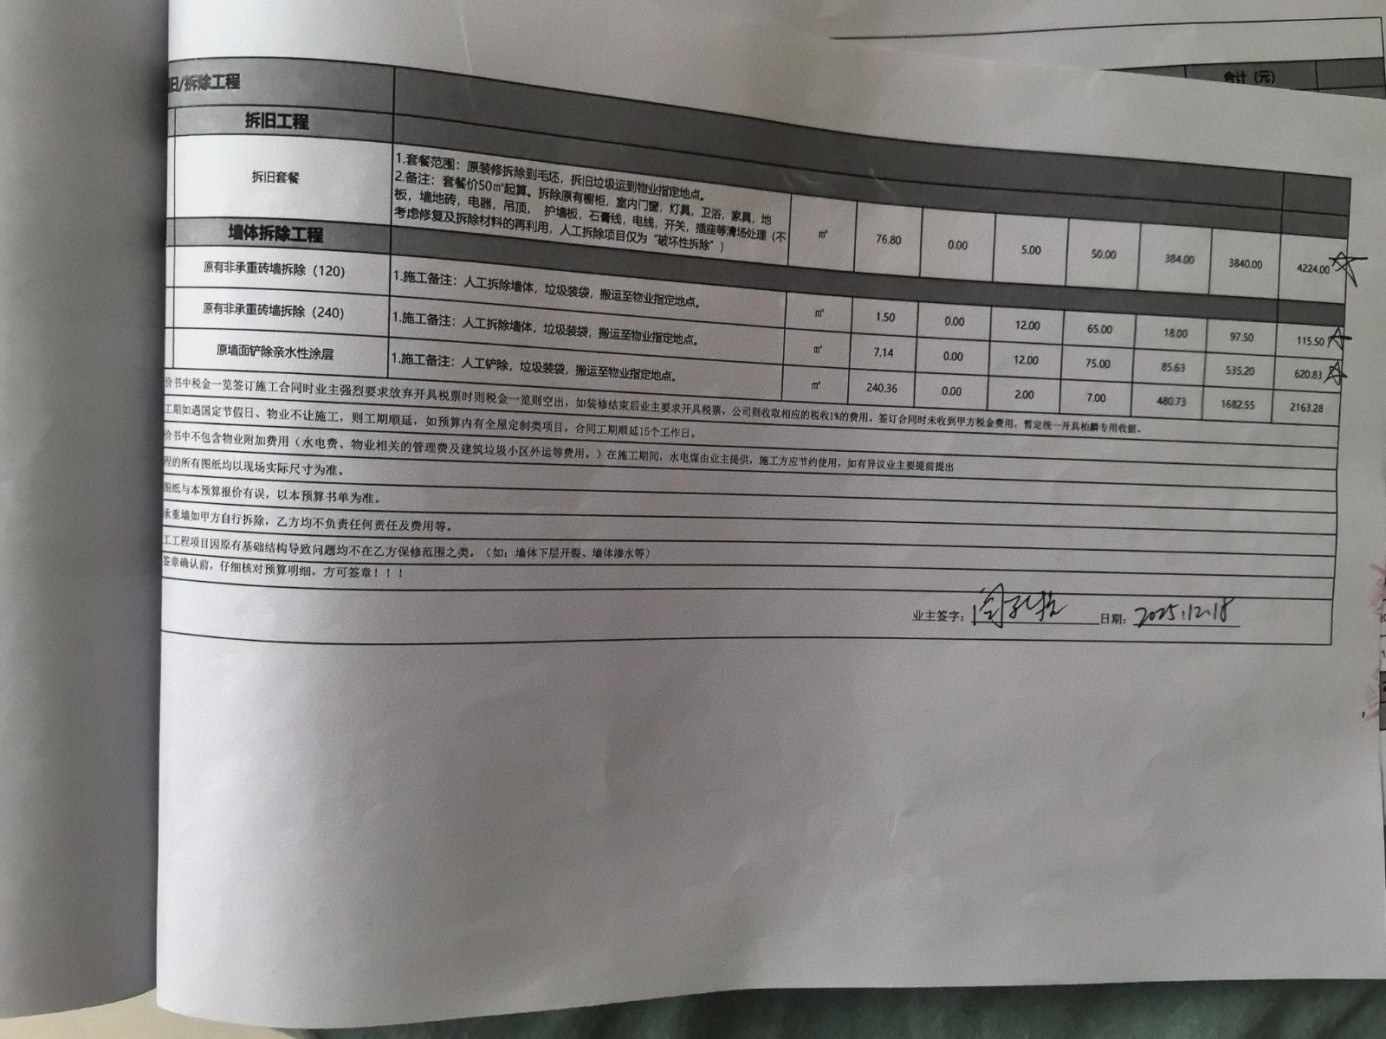 合计（元）
旧/拆除工程
拆旧工程
拆旧套餐
1.套餐范围：原装修拆除到毛坯，拆旧垃圾运到物业指定地点。
2.备注：套餐价50㎡起算。拆除原有橱柜，室内门窗，灯具，卫浴，家具，地
板，墙地砖，电器，吊顶，护墙板，石膏线，电线，开关，插座等清场处理（不
考虑修复及拆除材料的再利用，人工拆除项目仅为“破坏性拆除”）
㎡ 76.80 0.00 5.00 50.00 384.00 3840.00 4224.00
墙体拆除工程
原有非承重砖墙拆除（120） 1.施工备注：人工拆除墙体，垃圾装袋，搬运至物业指定地点。 ㎡ 1.50 0.00 12.00 65.00 18.00 97.50 115.50
原有非承重砖墙拆除（240） 1.施工备注：人工拆除墙体，垃圾装袋，搬运至物业指定地点。 ㎡ 7.14 0.00 12.00 75.00 85.63 535.20 620.83
原墙面铲除亲水性涂层 1.施工备注：人工铲除，垃圾装袋，搬运至物业指定地点。 ㎡ 240.36 0.00 2.00 7.00 480.73 1682.55 2163.28
价书中税金一览签订施工合同时业主强烈要求放弃开具税票时则税金一览则空出，如装修结束后业主要求开具税票，公司则收取相应的税收1%的费用，签订合同时未收到甲方税金费用，暂定统一开具柏麟专用收据。
工期如遇国定节假日、物业不让施工，则工期顺延，如预算内有全屋定制类项目，合同工期顺延15个工作日。
价书中不包含物业附加费用（水电费、物业相关的管理费及建筑垃圾小区外运等费用。）在施工期间，水电煤由业主提供，施工方应节约使用，如有异议业主要提前提出
程的所有图纸均以现场实际尺寸为准。
图纸与本预算报价有误，以本预算书单为准。
承重墙如甲方自行拆除，乙方均不负责任何责任及费用等。
工工程项目因原有基础结构导致问题均不在乙方保修范围之类。（如：墙体下层开裂、墙体渗水等）
签章确认前，仔细核对预算明细，方可签章！！！
业主签字： 日期：2025.12.18